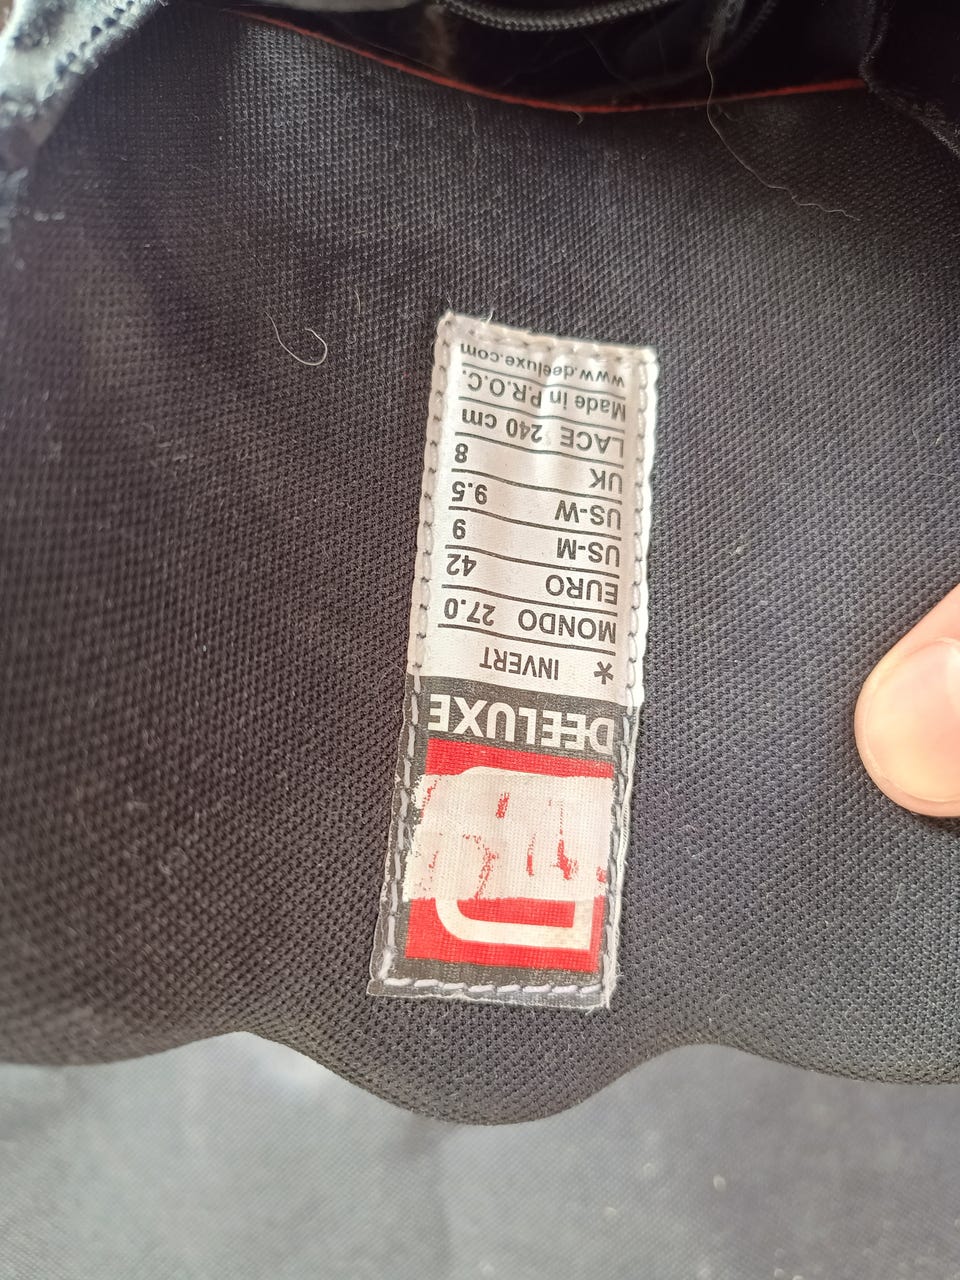 DEELUXE
* INVERT
MONDO 27.0
EURO 42
US-M 9
US-W 9.5
UK 8
LACE 240 cm
Made in P.R.O.C.
www.deeluxe.com